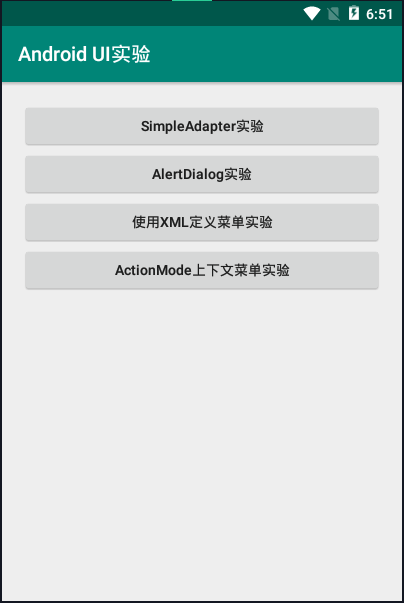 6:51
Android UI实验
SimpleAdapter实验
AlertDialog实验
使用XML定义菜单实验
ActionMode上下文菜单实验